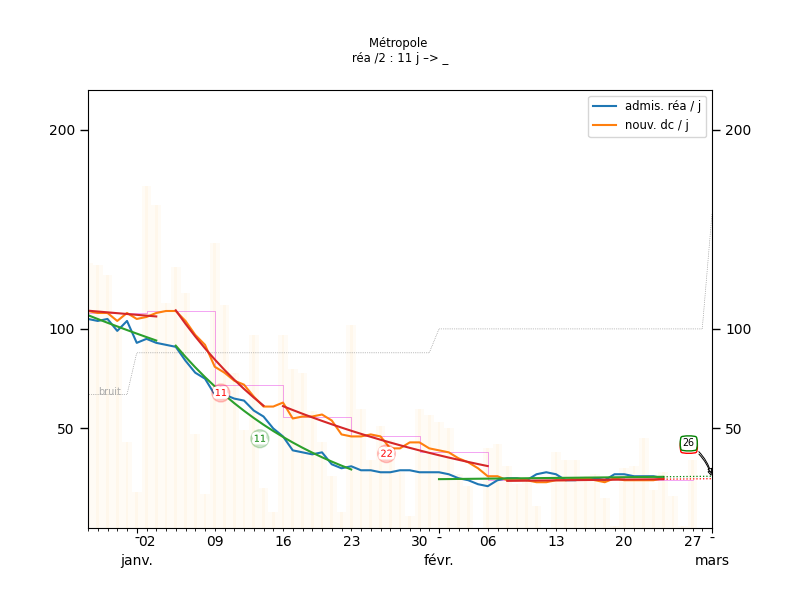 Métropole
réa /2 : 11 j –> _
admis. réa / j
nouv. dc / j
200
200
100
100
bruit
11
11
22
26
50
50
02
09
16
23
30
06
13
20
27
janv.
févr.
mars